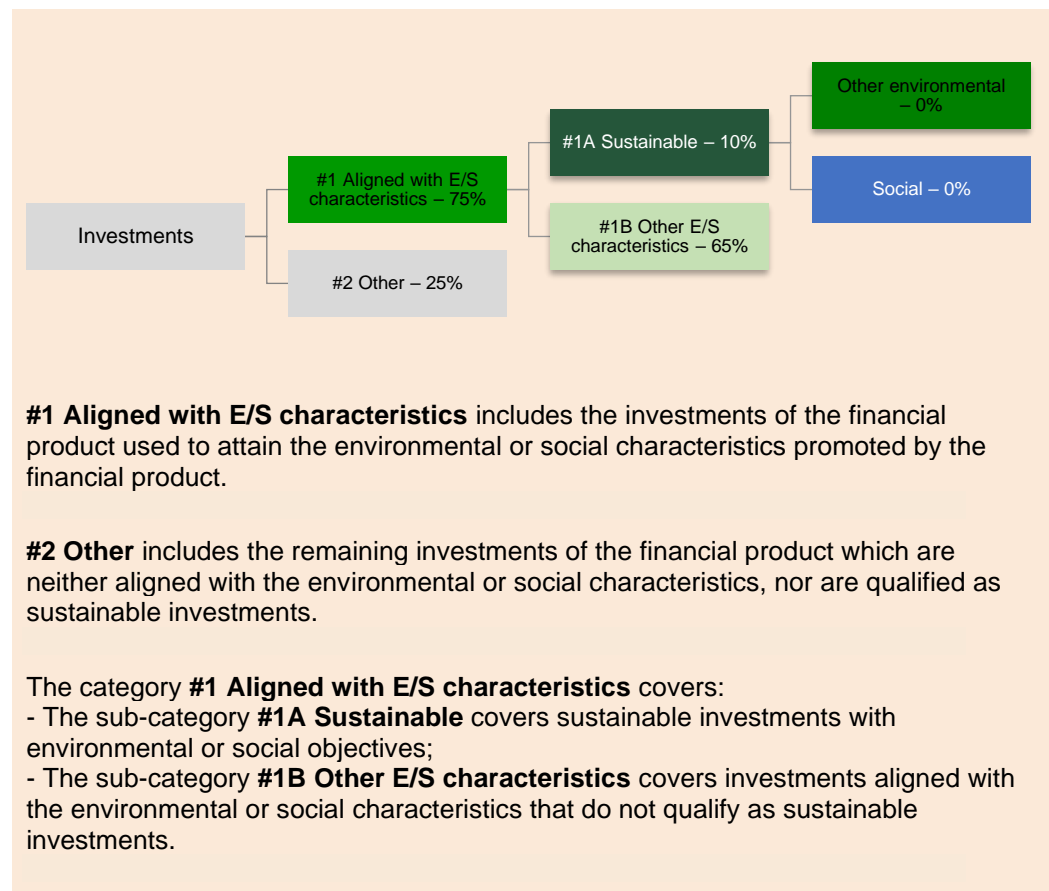 Other environmental
– 0%
#1A Sustainable – 10%
#1 Aligned with E/S
characteristics – 75%
Social – 0%
Investments
#1B Other E/S
characteristics – 65%
#2 Other – 25%
#1 Aligned with E/S characteristics includes the investments of the financial
product used to attain the environmental or social characteristics promoted by the
financial product.
#2 Other includes the remaining investments of the financial product which are
neither aligned with the environmental or social characteristics, nor are qualified as
sustainable investments.
The category #1 Aligned with E/S characteristics covers:
- The sub-category #1A Sustainable covers sustainable investments with
environmental or social objectives;
- The sub-category #1B Other E/S characteristics covers investments aligned with
the environmental or social characteristics that do not qualify as sustainable
investments.